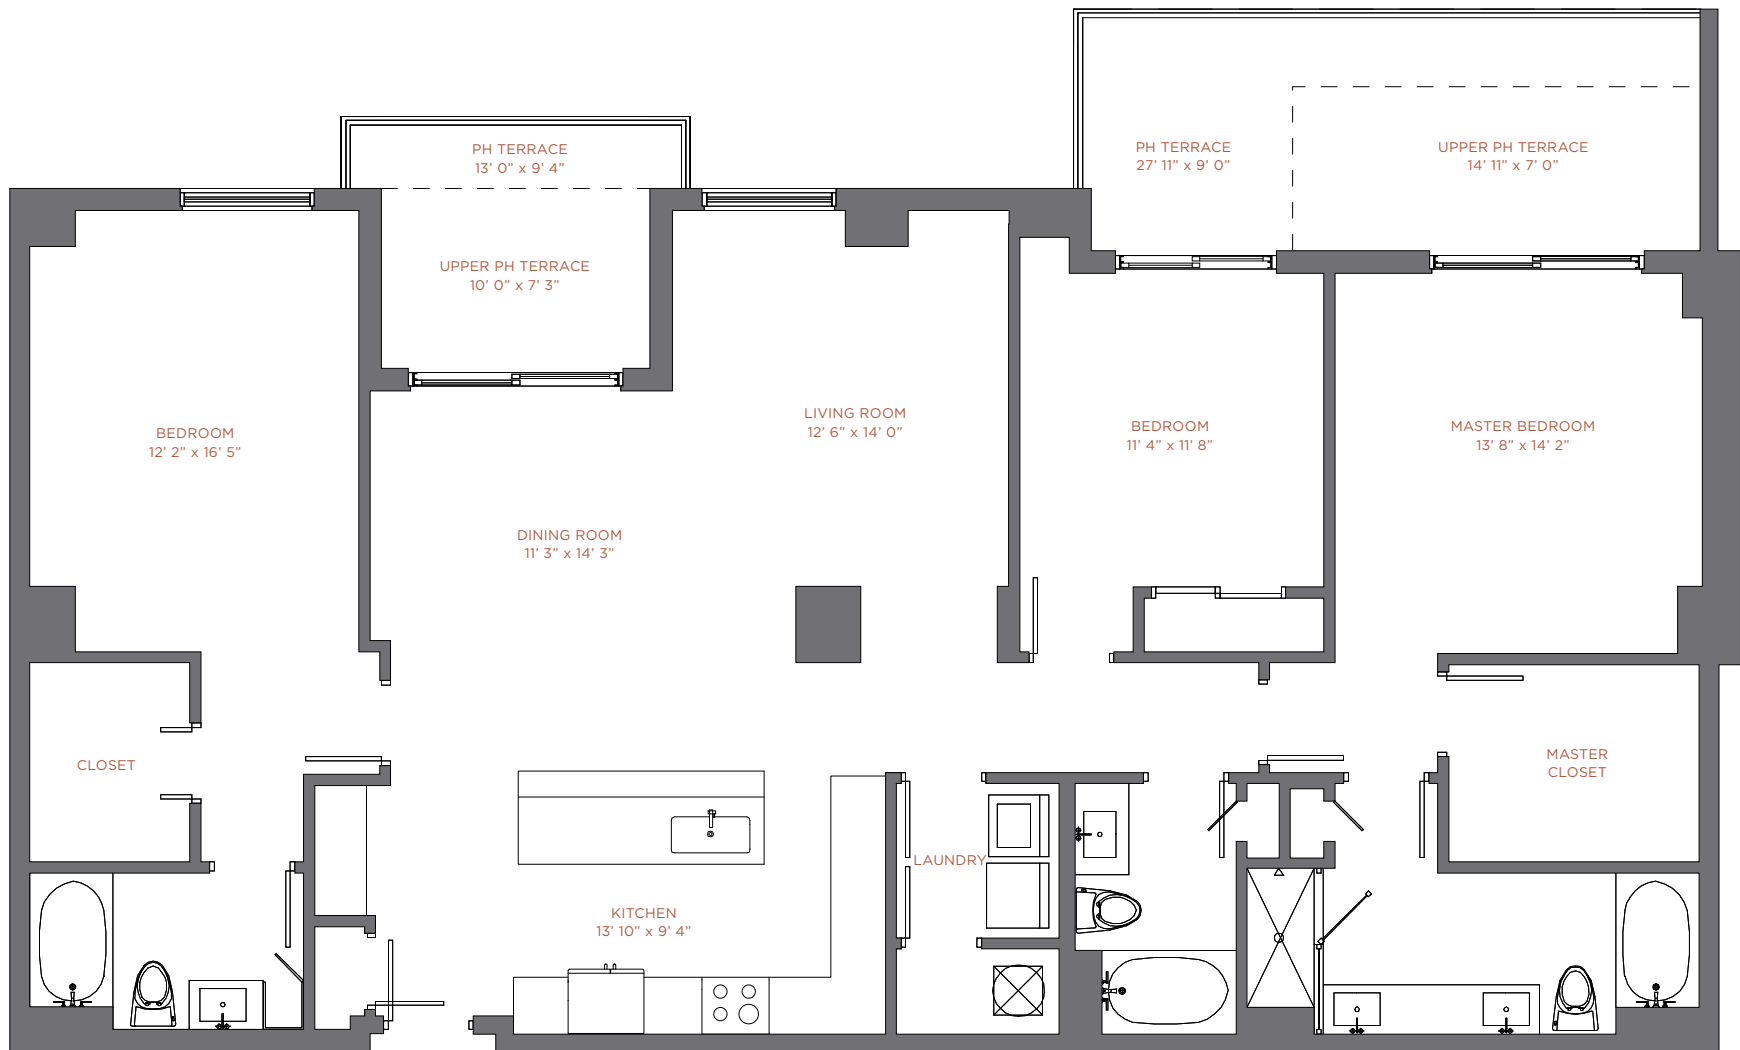 PH TERRACE
13’ 0” x 9’ 4”
UPPER PH TERRACE
10’ 0” x 7’ 3”
PH TERRACE
27’ 11” x 9’ 0”
UPPER PH TERRACE
14’ 11” x 7’ 0”
BEDROOM
12’ 2” x 16’ 5”
LIVING ROOM
12’ 6” x 14’ 0”
BEDROOM
11’ 4” x 11’ 8”
MASTER BEDROOM
13’ 8” x 14’ 2”
DINING ROOM
11’ 3” x 14’ 3”
CLOSET
MASTER
CLOSET
LAUNDRY
KITCHEN
13’ 10” x 9’ 4”